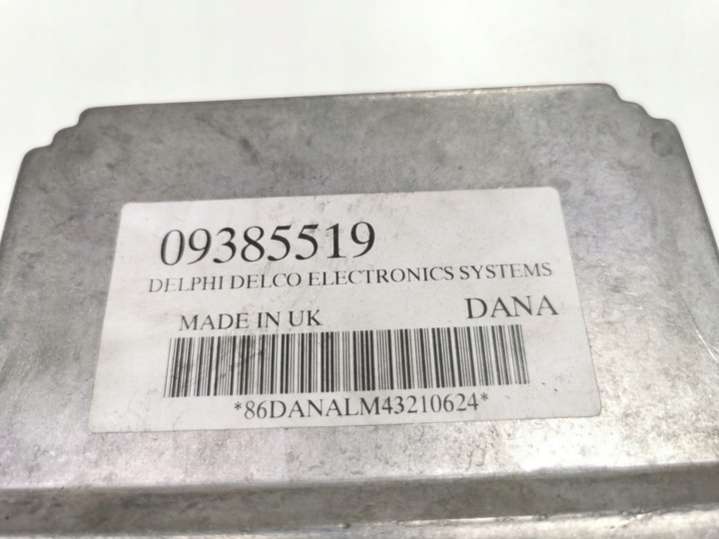 09385519
DELPHI DELCO ELECTRONICS SYSTEMS
MADE IN UK DANA
*86DANALM43210624*